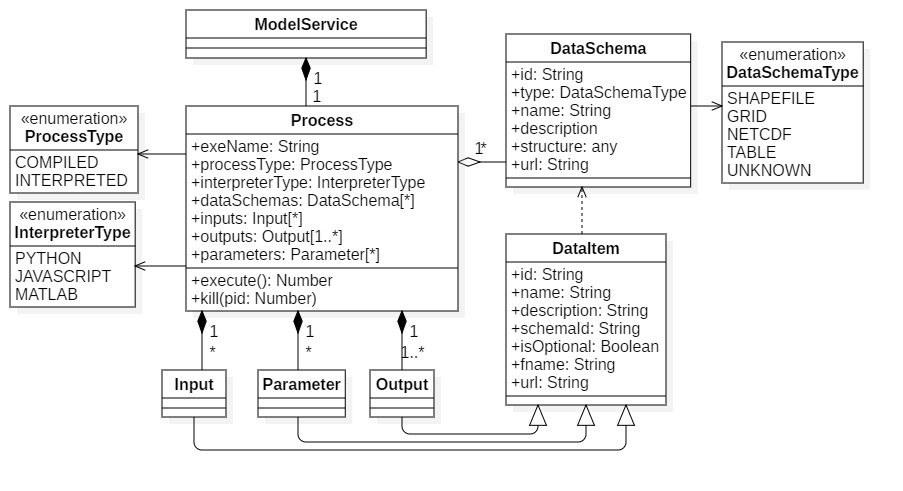 ModelService
1
1
«enumeration»
ProcessType
COMPILED
INTERPRETED
«enumeration»
InterpreterType
PYTHON
JAVASCRIPT
MATLAB
Process
+exeName: String
+processType: ProcessType
+interpreterType: InterpreterType
+dataSchemas: DataSchema[*]
+inputs: Input[*]
+outputs: Output[1..*]
+parameters: Parameter[*]
+execute(): Number
+kill(pid: Number)
1*
DataSchema
+id: String
+type: DataSchemaType
+name: String
+description
+structure: any
+url: String
«enumeration»
DataSchemaType
SHAPEFILE
GRID
NETCDF
TABLE
UNKNOWN
DataItem
+id: String
+name: String
+description: String
+schemaId: String
+isOptional: Boolean
+fname: String
+url: String
1
*
1
*
1
1..*
Input
Parameter
Output